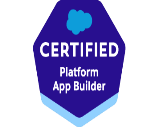 CERTIFIED
Platform
App Builder